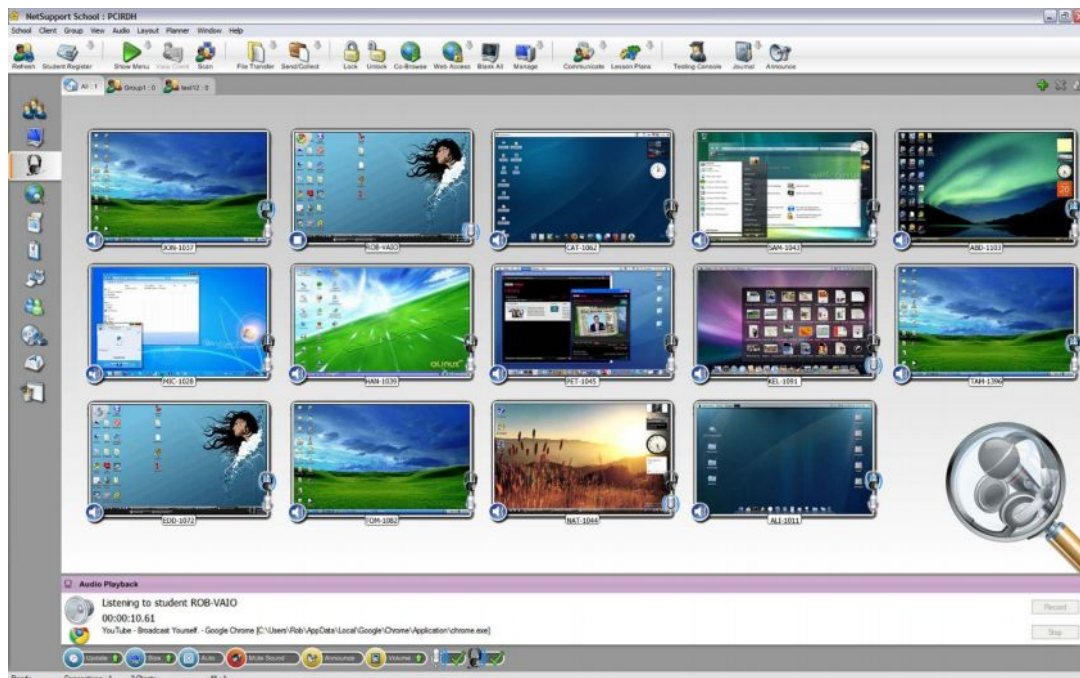 NetSupport School : PCIRDH
School Client Group View Audio Layout Planner Window Help
Refresh Student Register Show Menu View Client Scan File Transfer Send/Collect Lock Unlock Co-Browse Web Access Blank All Manage Communicate Lesson Plans Testing Console Journal Announce
All : 1 Group1 : 0 test12 : 0
JON-1037 ROB-VAIO CAT-1062 SAM-1043 ABD-1103
MIC-1028 HAN-1039 PET-1045 KEL-1091 TAM-1396
EDD-1072 TOM-1082 NAT-1044 ALI-1011
Audio Playback
Listening to student ROB-VAIO
00:00:10.61
Record
YouTube - Broadcast Yourself. - Google Chrome [C:\Users\Rob\AppData\Local\Google\Chrome\Application\chrome.exe]
Stop
Update Size Auto Mute Sound Announce Volume